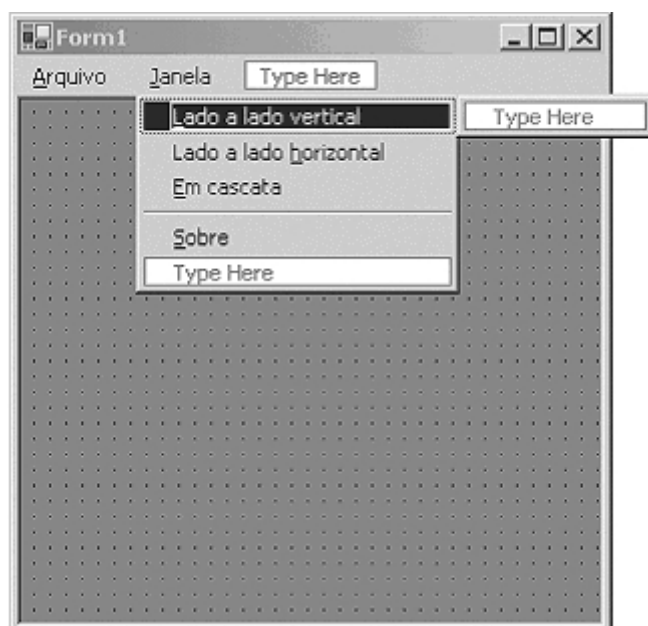 Form1
Arquivo Janela Type Here
Lado a lado vertical Type Here
Lado a lado horizontal
Em cascata
Sobre
Type Here